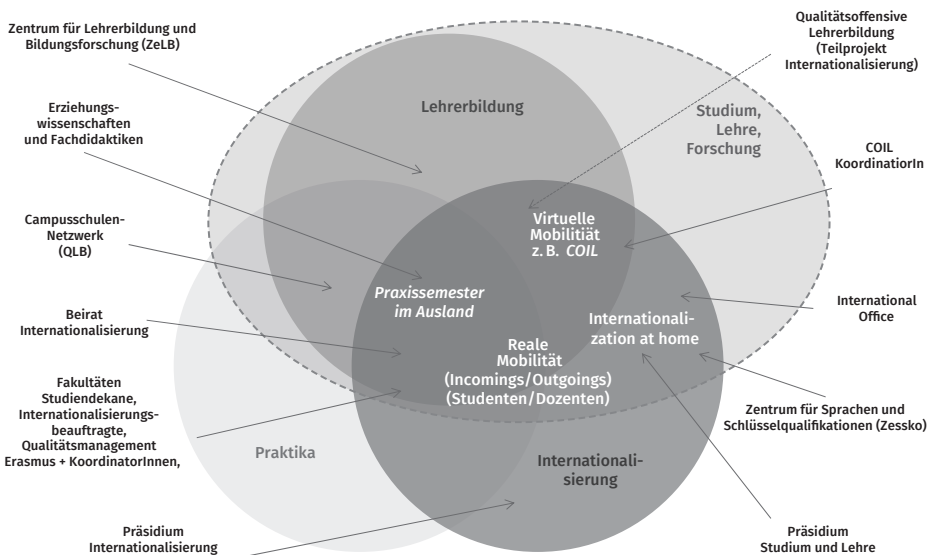 Zentrum für Lehrerbildung und
Bildungsforschung (ZeLB)
Erziehungs-
wissenschaften
und Fachdidaktiken
Campusschulen-
Netzwerk
(QLB)
Beirat
Internationalisierung
Fakultäten
Studiendekane,
Internationalisierungs-
beauftragte,
Qualitätsmanagement
Erasmus + KoordinatorInnen,
Präsidium
Internationalisierung
Lehrerbildung
Studium,
Lehre,
Forschung
Virtuelle
Mobilitiät
z. B. COIL
Praxissemester
im Ausland
Internationali-
zation at home
Reale
Mobilität
(Incomings/Outgoings)
(Studenten/Dozenten)
Praktika
Internationali-
sierung
Qualitätsoffensive
Lehrerbildung
(Teilprojekt
Internationalisierung)
COIL
KoordinatiorIn
International
Office
Zentrum für Sprachen und
Schlüsselqualifikationen (Zessko)
Präsidium
Studium und Lehre